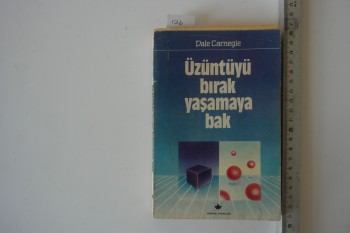 Dale Carnegie
Üzüntüyü
bırak
yaşamaya
bak